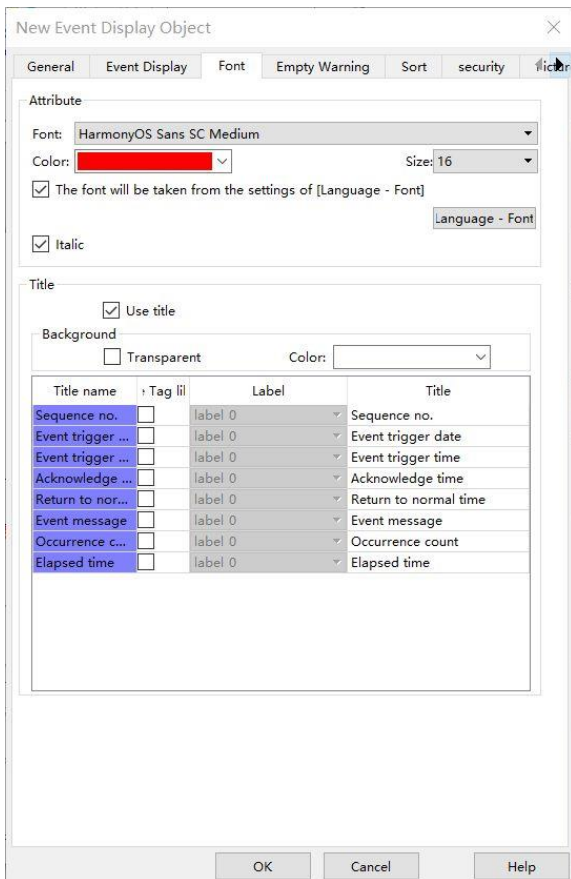 New Event Display Object
General Event Display Font Empty Warning Sort security
Attribute
Font: HarmonyOS Sans SC Medium
Color: Size: 16
The font will be taken from the settings of [Language - Font]
Language - Font
Italic
Title
Use title
Background
Transparent Color:
Title name Tag lil Label Title
Sequence no. label 0 Sequence no.
Event trigger ... label 0 Event trigger date
Event trigger ... label 0 Event trigger time
Acknowledge ... label 0 Acknowledge time
Return to nor... label 0 Return to normal time
Event message label 0 Event message
Occurrence c... label 0 Occurrence count
Elapsed time label 0 Elapsed time
OK Cancel Help